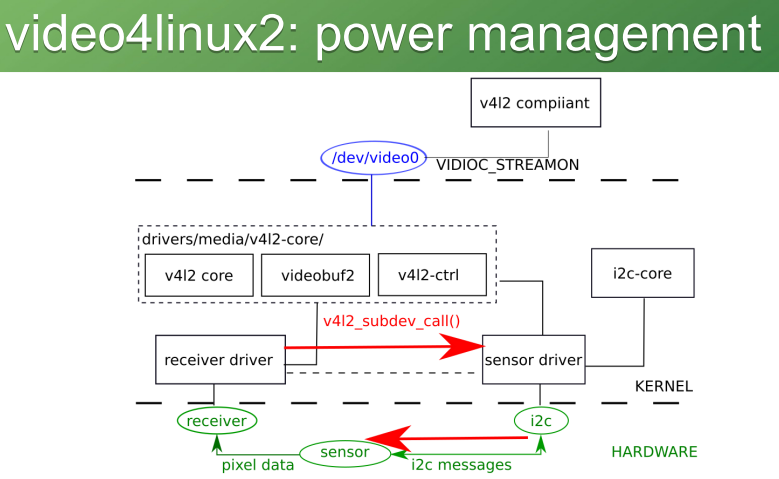 video4linux2: power management
v4l2 compiiant
/dev/video0
VIDIOC_STREAMON
drivers/media/v4l2-core/
v4l2 core
videobuf2
v4l2-ctrl
i2c-core
v4l2_subdev_call()
receiver driver
sensor driver
KERNEL
receiver
i2c
sensor
HARDWARE
pixel data
i2c messages